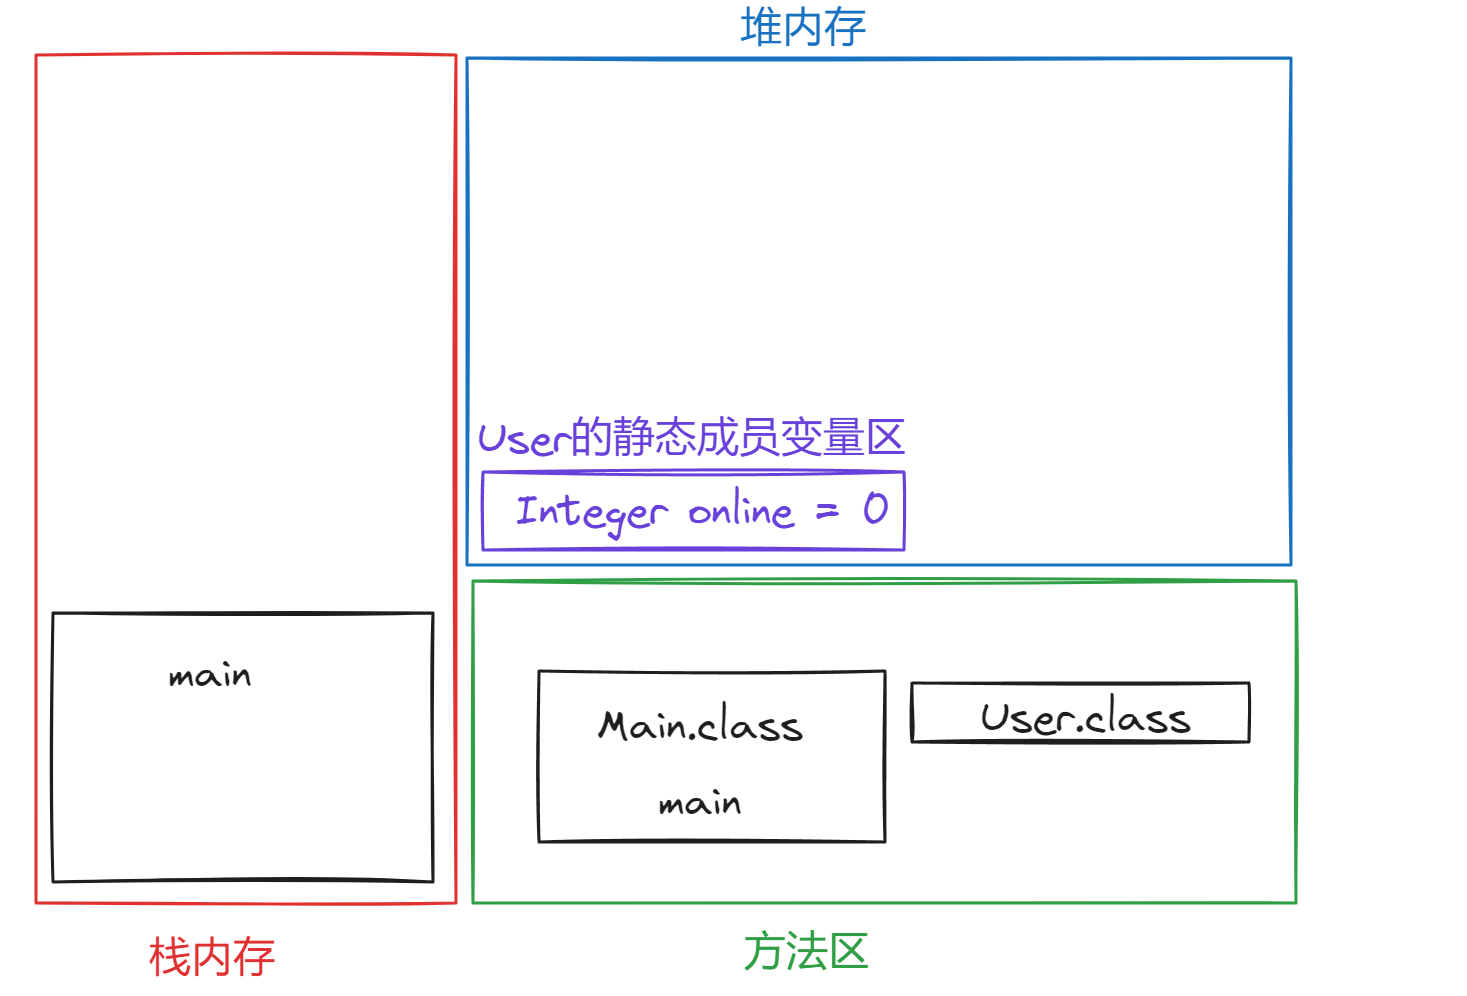 堆内存
User的静态成员变量区
Integer online = 0
main
Main.class
main
User.class
栈内存
方法区